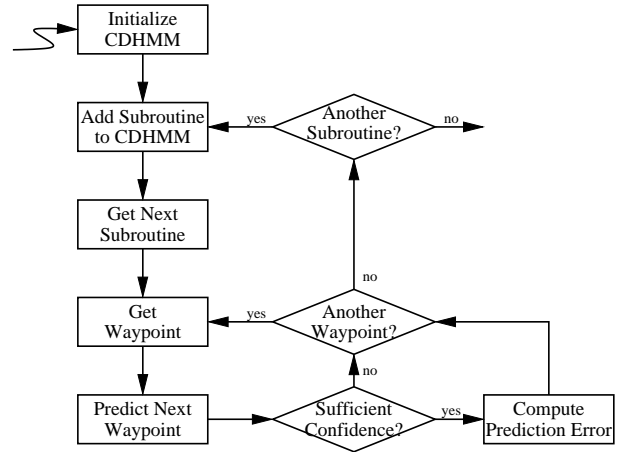 Initialize
CDHMM
Add Subroutine
to CDHMM
yes
Another
Subroutine?
no
Get Next
Subroutine
no
Get
Waypoint
yes
Another
Waypoint?
no
Predict Next
Waypoint
Sufficient
Confidence?
yes
Compute
Prediction Error